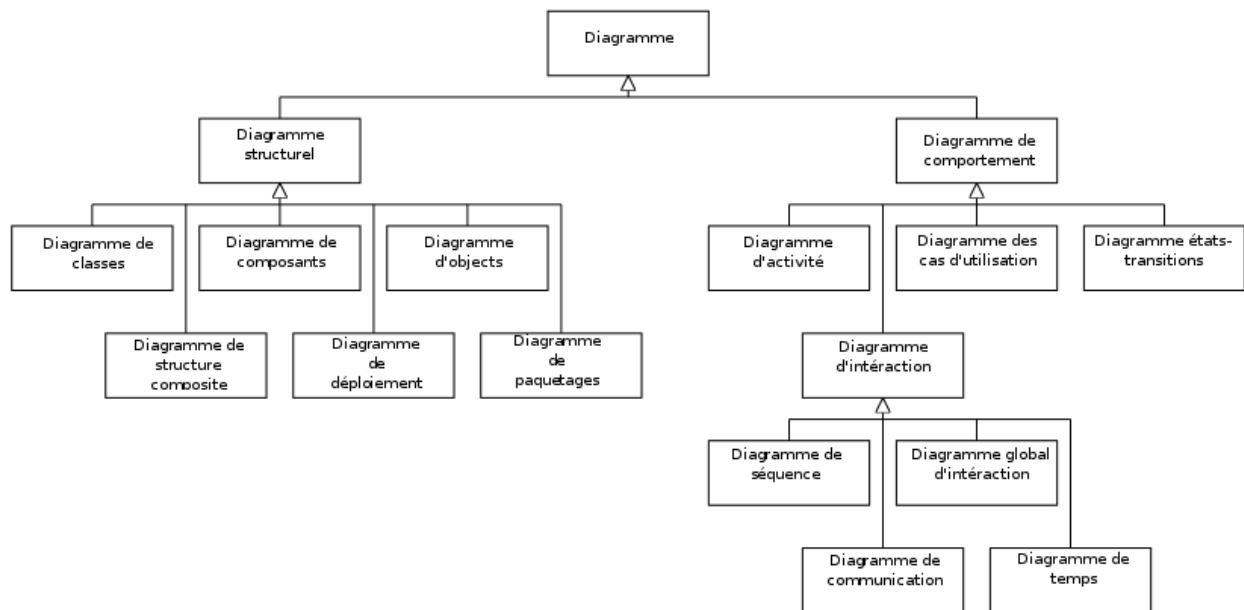 Diagramme
Diagramme
structurel
Diagramme de
comportement
Diagramme de
classes
Diagramme de
composants
Diagramme
d'objects
Diagramme
d'activité
Diagramme des
cas d'utilisation
Diagramme états-
transitions
Diagramme de
structure
composite
Diagramme
de
déploiement
Diagramme
de
paquetages
Diagramme
d'intéraction
Diagramme de
séquence
Diagramme global
d'intéraction
Diagramme de
communication
Diagramme de
temps